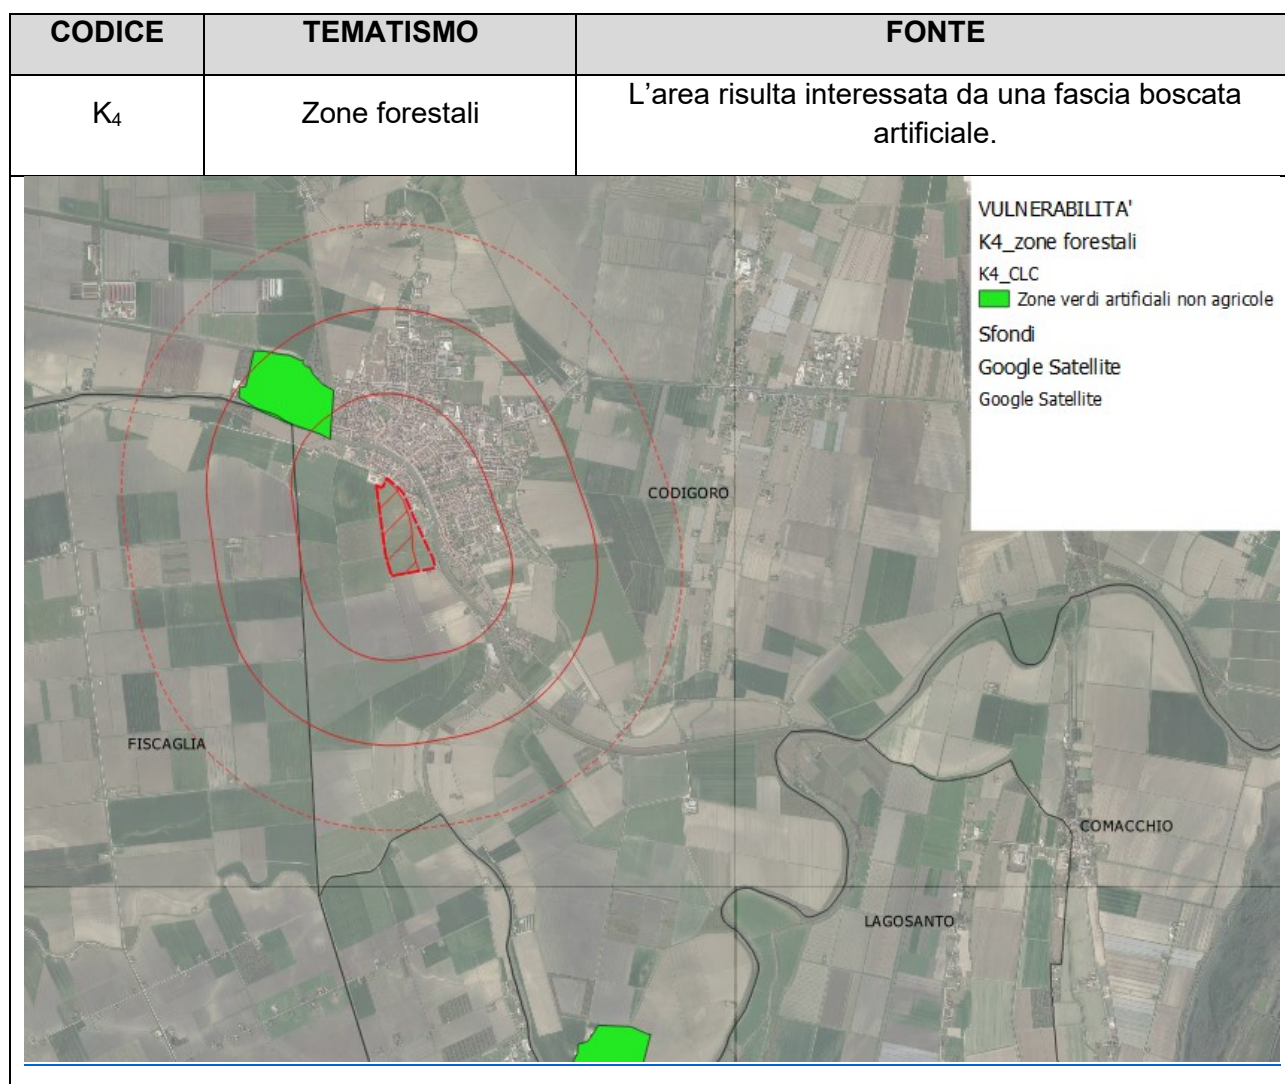 CODICE TEMATISMO FONTE
K₄ Zone forestali L’area risulta interessata da una fascia boscata
artificiale.
VULNERABILITA'
K4_zone forestali
K4_CLC
Zone verdi artificiali non agricole
Sfondi
Google Satellite
Google Satellite
CODIGORO
FISCAGLIA
COMACCHIO
LAGOSANTO